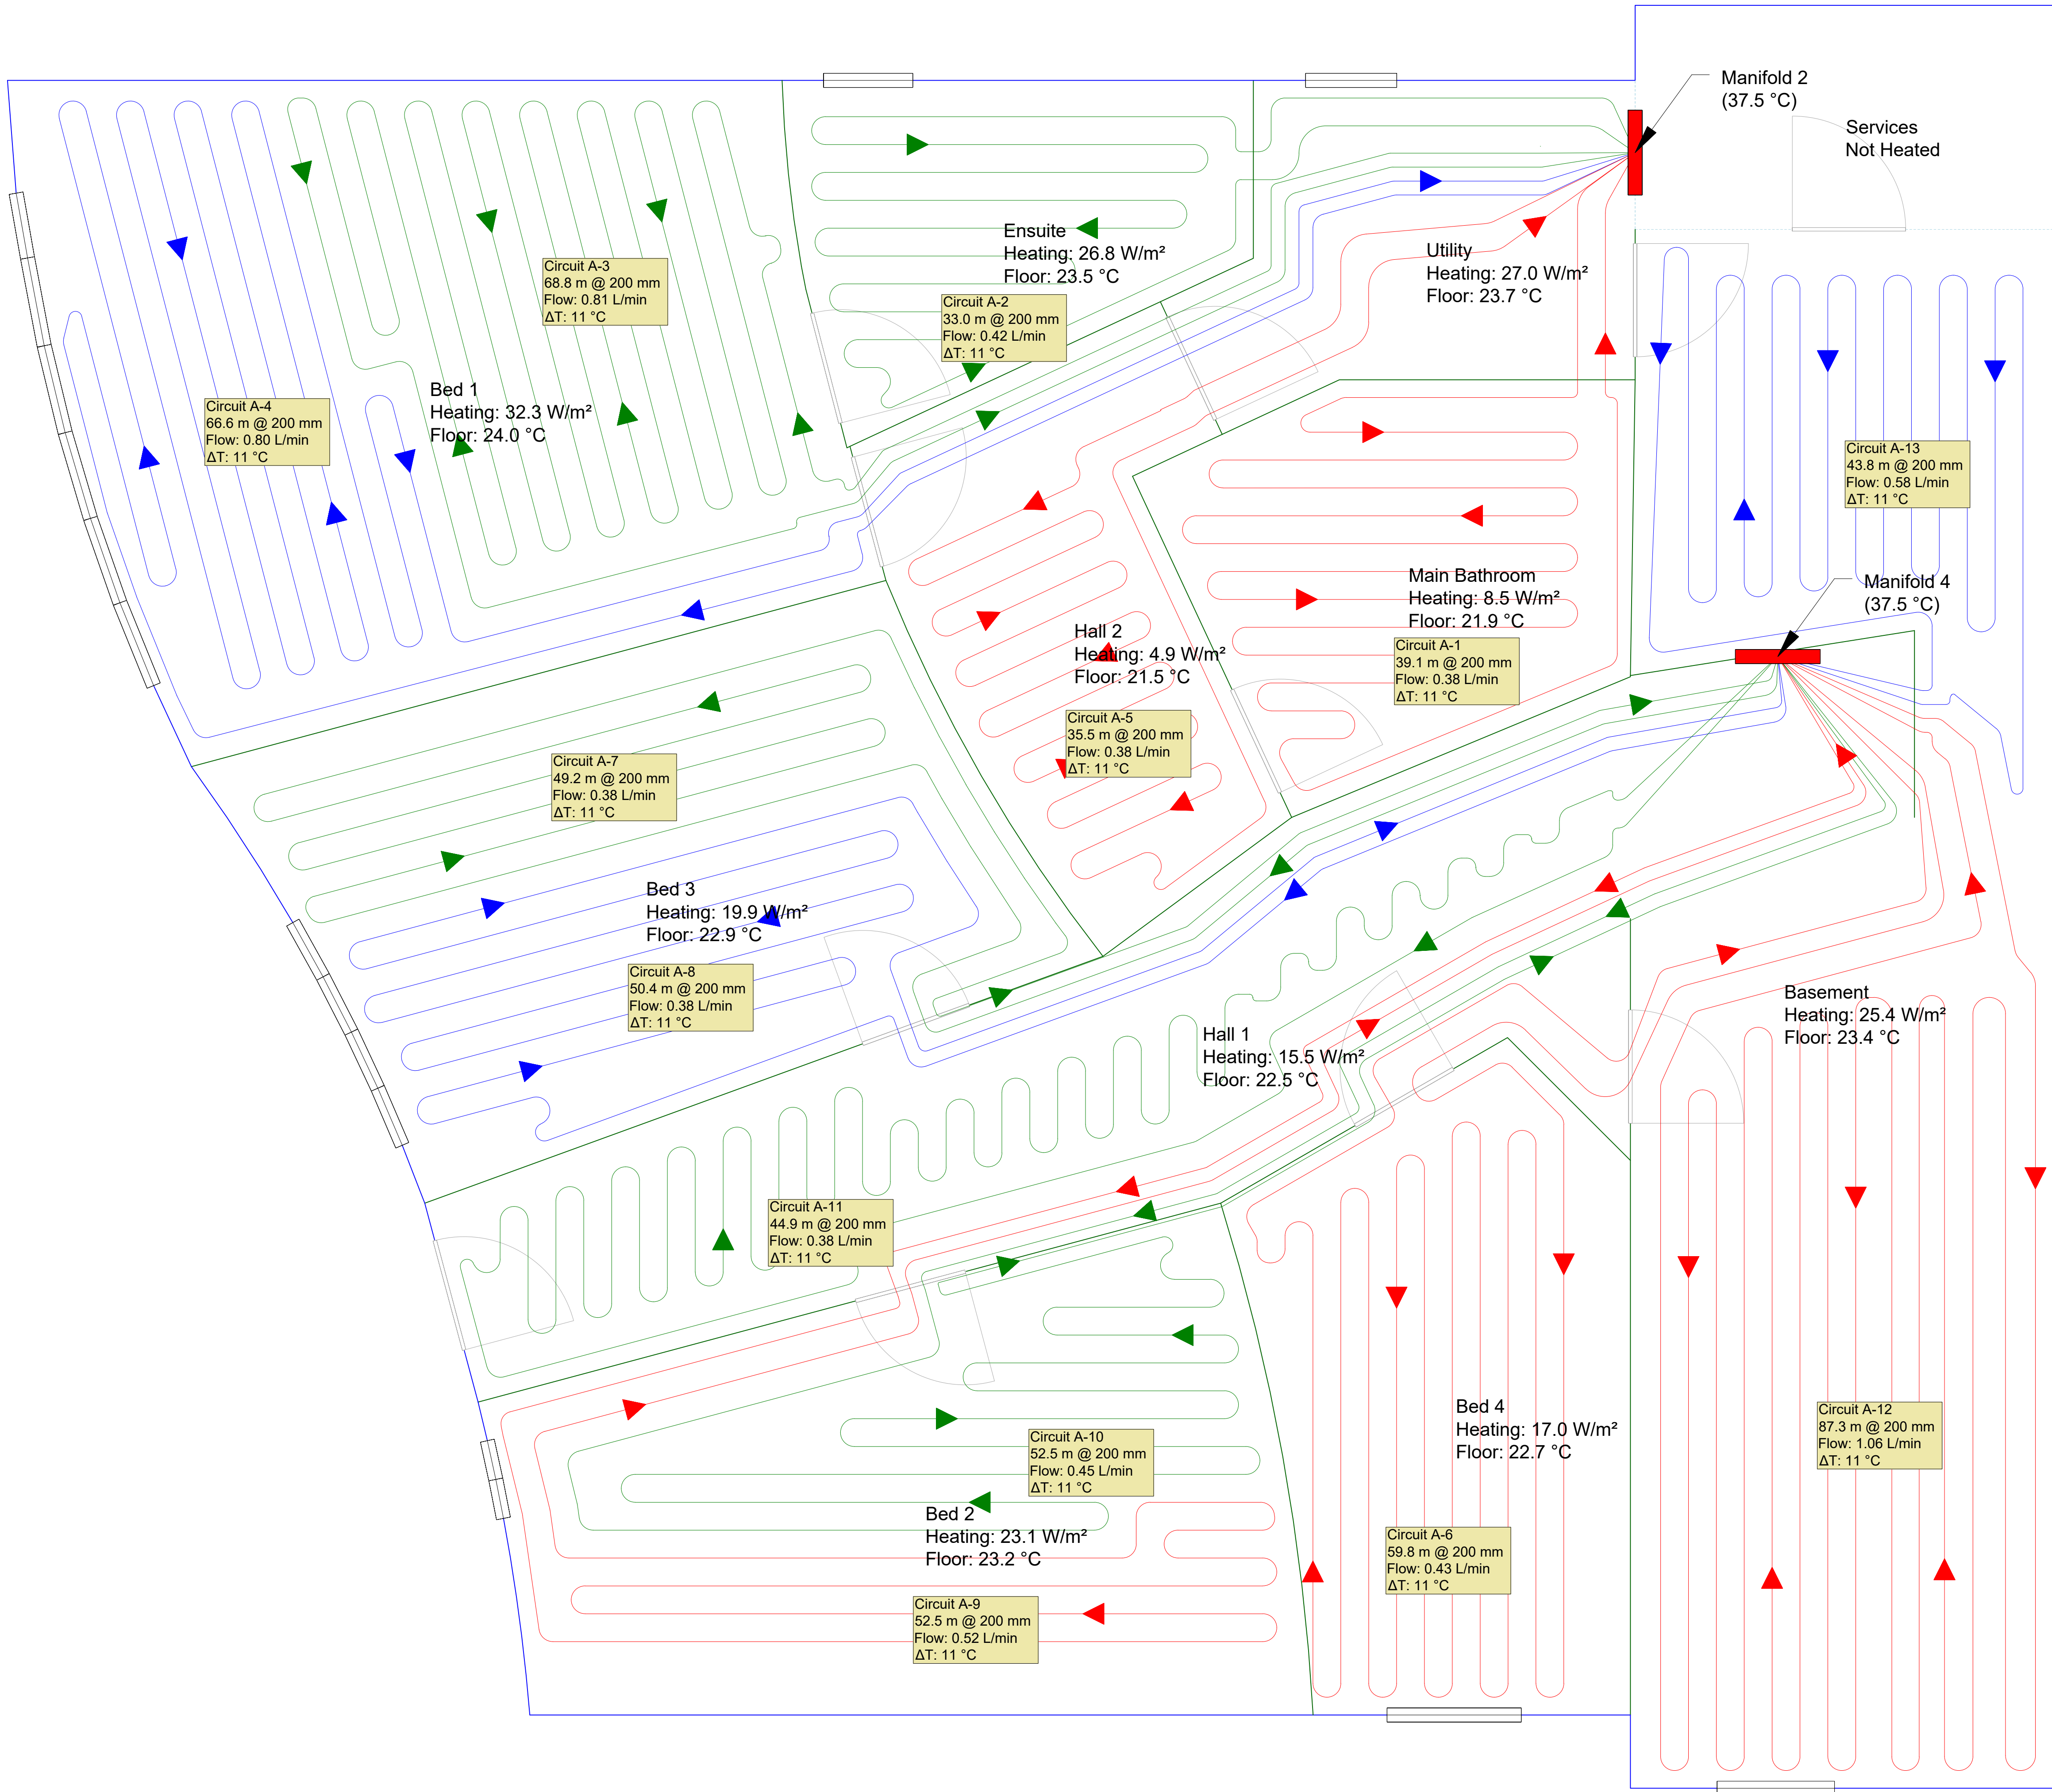 Manifold 2
(37.5 °C)
Services
Not Heated
Ensuite
Heating: 26.8 W/m²
Floor: 23.5 °C
Utility
Heating: 27.0 W/m²
Floor: 23.7 °C
Circuit A-3
68.8 m @ 200 mm
Flow: 0.81 L/min
ΔT: 11 °C
Circuit A-2
33.0 m @ 200 mm
Flow: 0.42 L/min
ΔT: 11 °C
Bed 1
Heating: 32.3 W/m²
Floor: 24.0 °C
Circuit A-4
66.6 m @ 200 mm
Flow: 0.80 L/min
ΔT: 11 °C
Circuit A-13
43.8 m @ 200 mm
Flow: 0.58 L/min
ΔT: 11 °C
Main Bathroom
Heating: 8.5 W/m²
Floor: 21.9 °C
Manifold 4
(37.5 °C)
Hall 2
Heating: 4.9 W/m²
Floor: 21.5 °C
Circuit A-1
39.1 m @ 200 mm
Flow: 0.38 L/min
ΔT: 11 °C
Circuit A-5
35.5 m @ 200 mm
Flow: 0.38 L/min
ΔT: 11 °C
Circuit A-7
49.2 m @ 200 mm
Flow: 0.38 L/min
ΔT: 11 °C
Bed 3
Heating: 19.9 W/m²
Floor: 22.9 °C
Circuit A-8
50.4 m @ 200 mm
Flow: 0.38 L/min
ΔT: 11 °C
Basement
Heating: 25.4 W/m²
Floor: 23.4 °C
Hall 1
Heating: 15.5 W/m²
Floor: 22.5 °C
Circuit A-11
44.9 m @ 200 mm
Flow: 0.38 L/min
ΔT: 11 °C
Bed 4
Heating: 17.0 W/m²
Floor: 22.7 °C
Circuit A-12
87.3 m @ 200 mm
Flow: 1.06 L/min
ΔT: 11 °C
Circuit A-10
52.5 m @ 200 mm
Flow: 0.45 L/min
ΔT: 11 °C
Bed 2
Heating: 23.1 W/m²
Floor: 23.2 °C
Circuit A-6
59.8 m @ 200 mm
Flow: 0.43 L/min
ΔT: 11 °C
Circuit A-9
52.5 m @ 200 mm
Flow: 0.52 L/min
ΔT: 11 °C